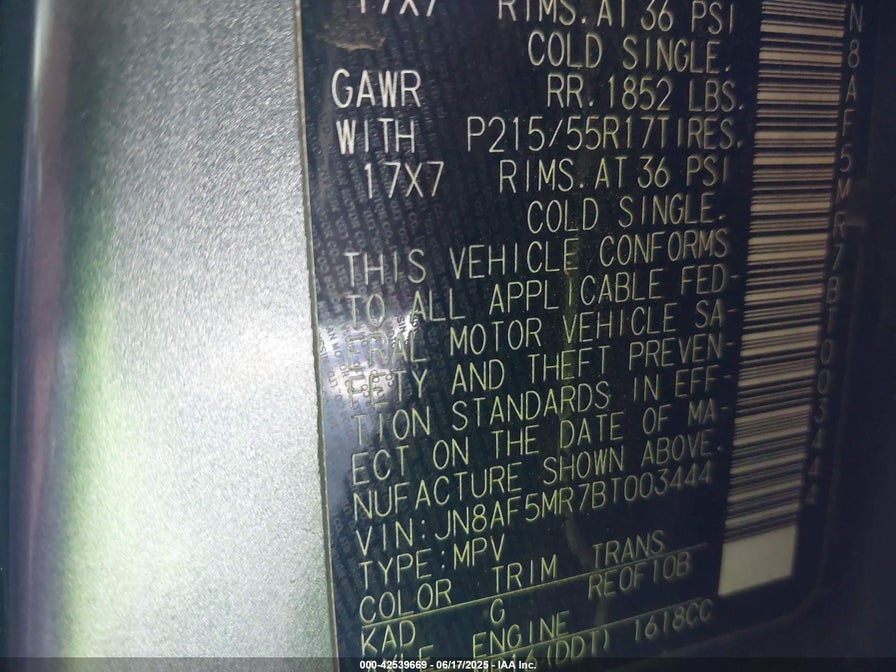 17X7 RIMS. AT 36 PSI
COLD SINGLE.
GAWR RR. 1852 LBS.
WITH P215/55R17TIRES.
17X7 RIMS. AT 36 PSI
COLD SINGLE.
THIS VEHICLE CONFORMS
TO ALL APPLICABLE FED-
ERAL MOTOR VEHICLE SA-
FETY AND THEFT PREVEN-
TION STANDARDS IN EFF-
ECT ON THE DATE OF MA-
NUFACTURE SHOWN ABOVE.
VIN:JN8AF5MR7BT003444
TYPE:MPV
COLOR TRIM TRANS
KAD G RE0F10B
ENGINE
(DDT) 1618CC
N8AF5MR7BT003444
000-42539669 - 06/17/2025 - IAA Inc.